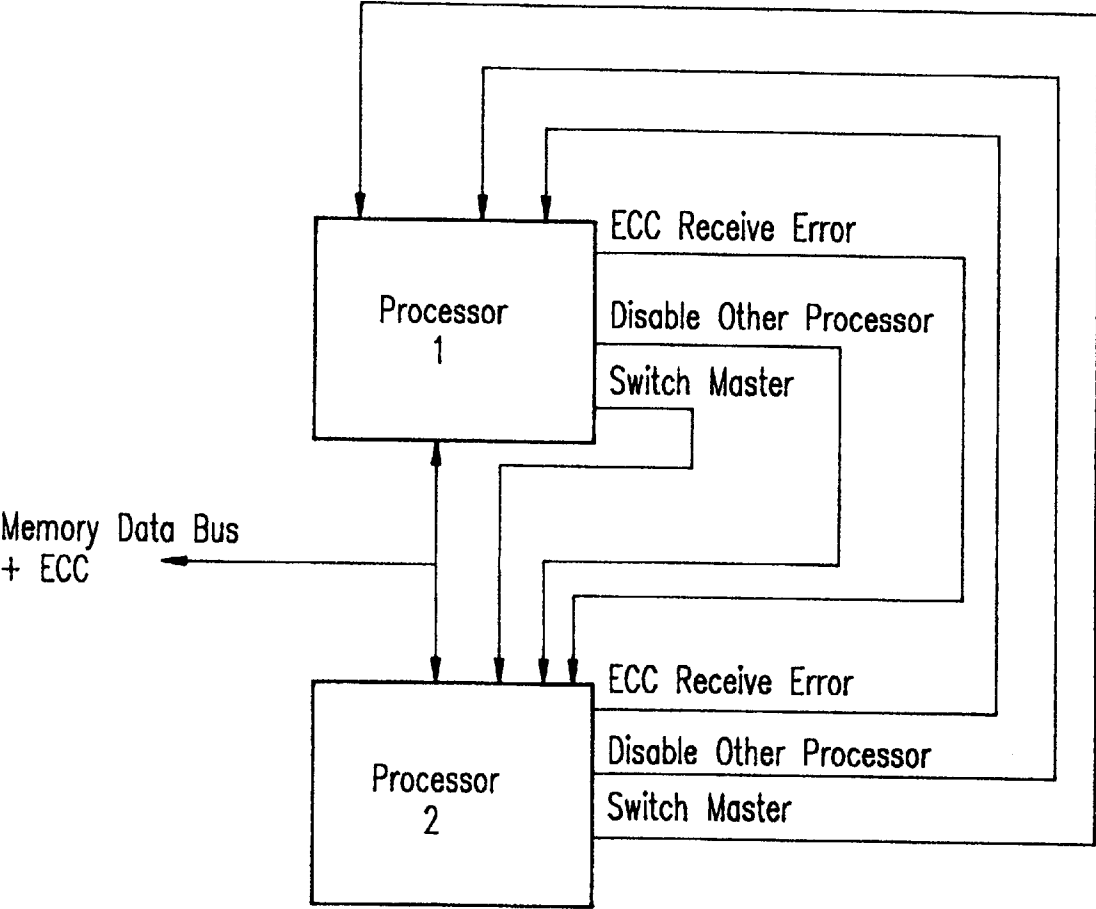 ECC Receive Error
Processor
1
Disable Other Processor
Switch Master
Memory Data Bus
+ ECC
ECC Receive Error
Processor
2
Disable Other Processor
Switch Master